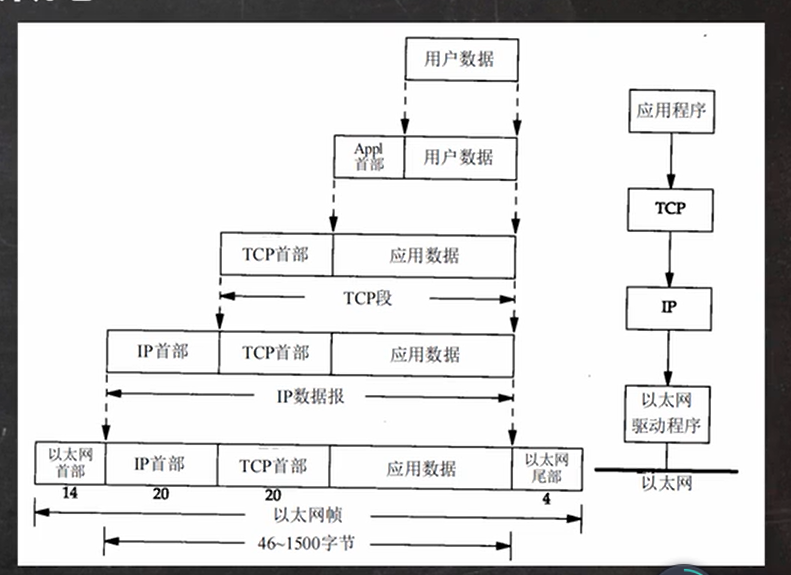 用户数据
Appl
首部
用户数据
TCP首部
应用数据
TCP段
IP首部
TCP首部
应用数据
IP数据报
以太网
首部
IP首部
TCP首部
应用数据
以太网
尾部
14
20
20
4
以太网帧
46~1500字节
应用程序
TCP
IP
以太网
驱动程序
以太网